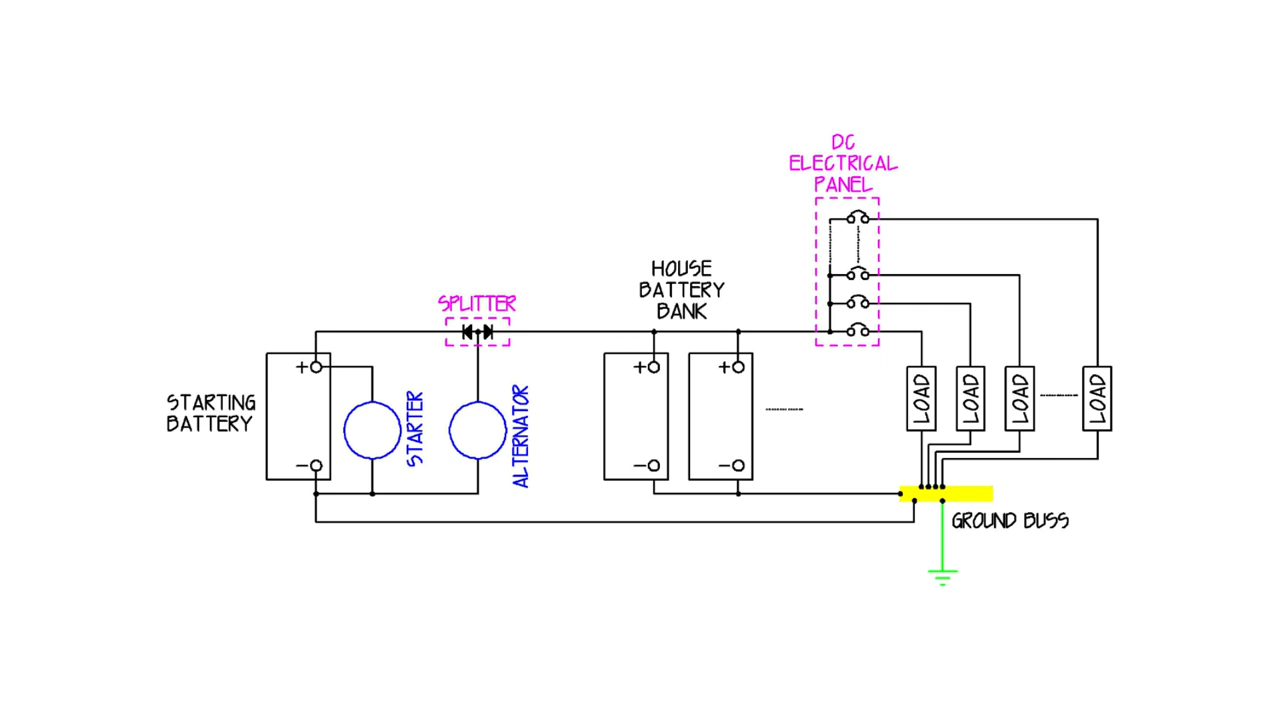 DC
ELECTRICAL
PANEL
HOUSE
BATTERY
BANK
SPLITTER
+
+
+
STARTING
BATTERY
STARTER
ALTERNATOR
LOAD
LOAD
LOAD
LOAD
−
−
−
GROUND BUSS